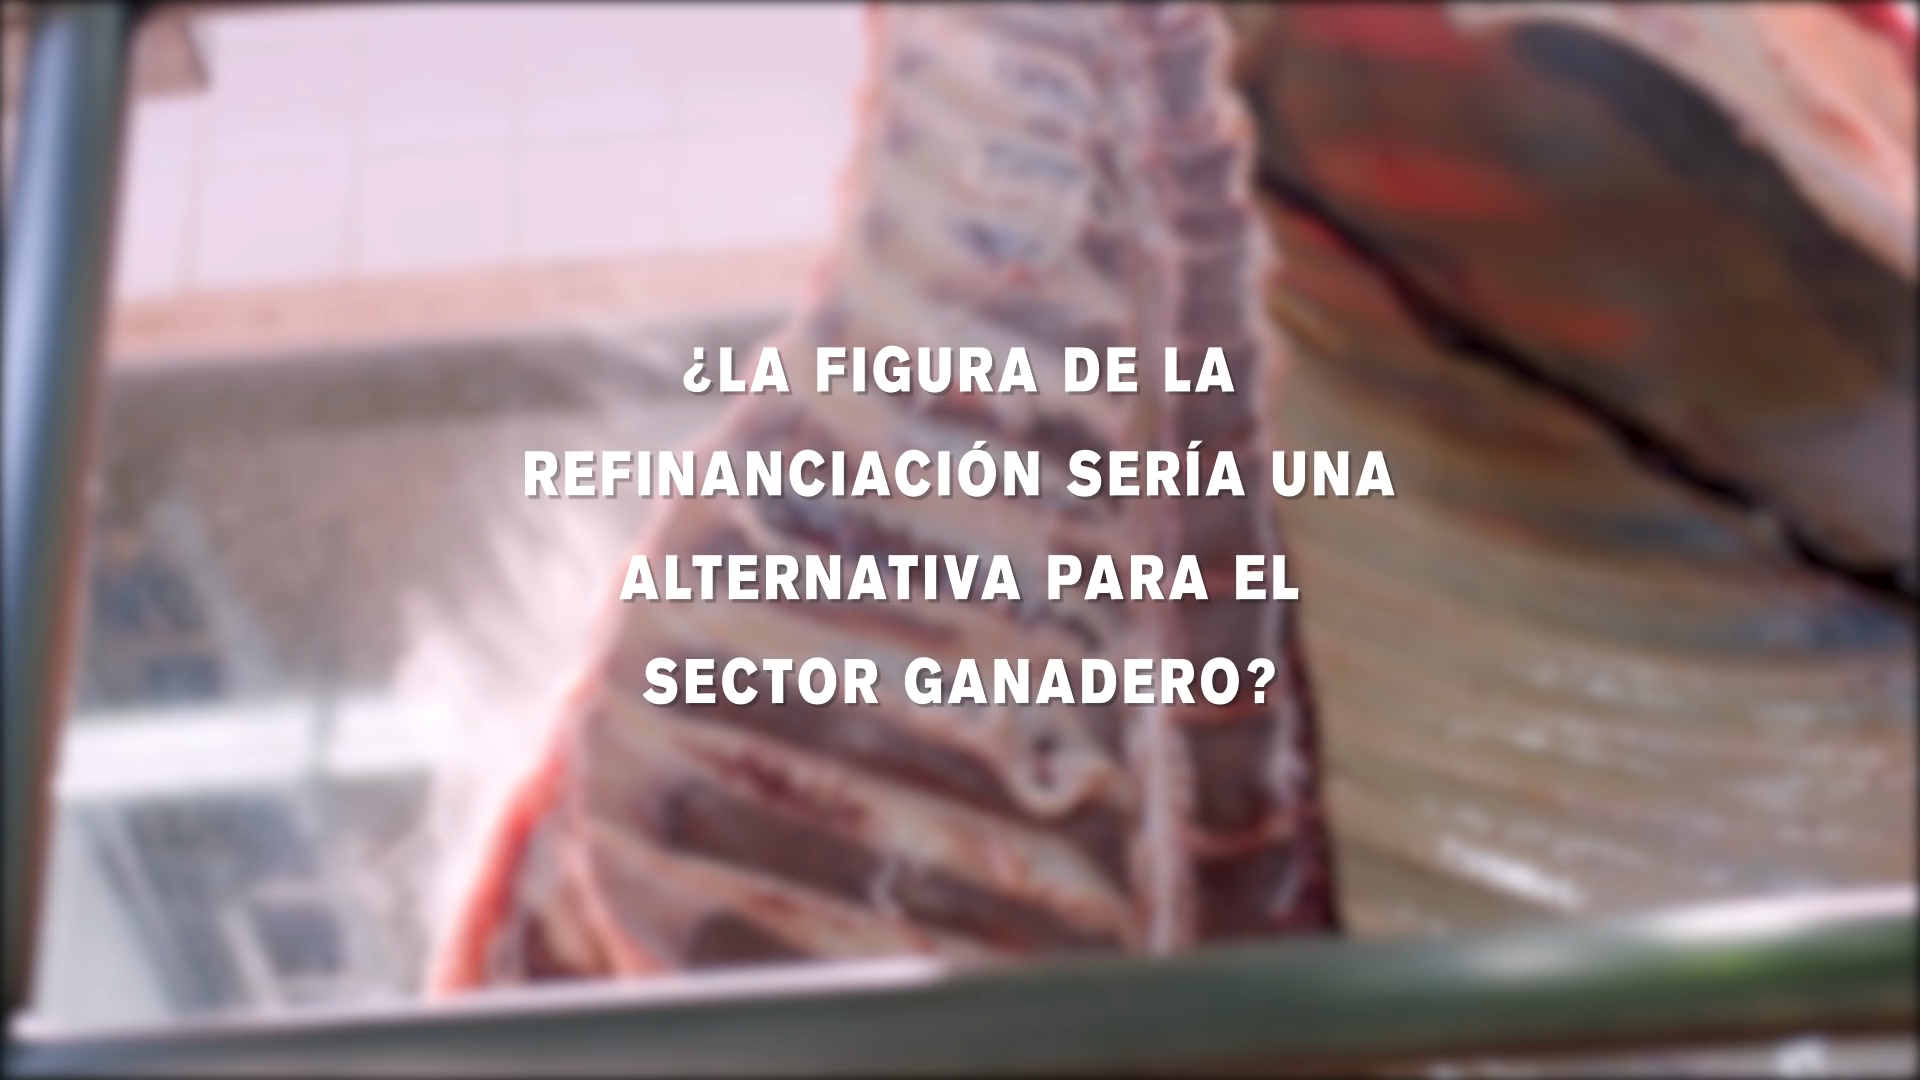 ¿LA FIGURA DE LA
REFINANCIACIÓN SERÍA UNA
ALTERNATIVA PARA EL
SECTOR GANADERO?